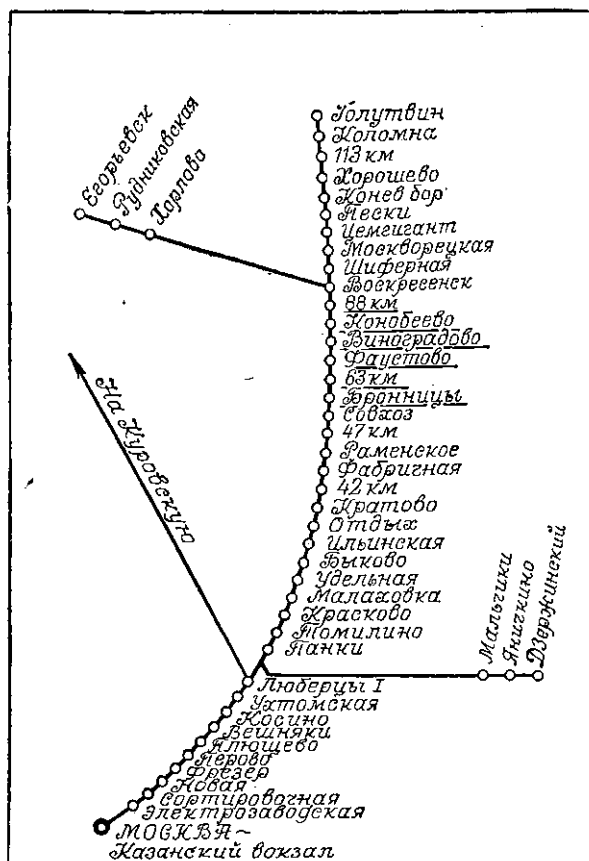 Голутвин
Коломна
113 км
Хорошево
Конев бор
Пески
Цемгигант
Москворецкая
Шиферная
Воскресенск
88 км
Конобеево
Виноградово
Фаустово
63 км
Бронницы
Совхоз
47 км
Раменское
Фабричная
42 км
Кратово
Отдых
Ильинская
Быково
Удельная
Малаховка
Красково
Томилино
Панки
Люберцы I
Ухтомская
Косино
Вешняки
Плющево
Перово
Фрезер
Новая
Сортировочная
Электрозаводская
МОСКВА~
Казанский вокзал
Егорьевск
Рудниковская
Хорлово
На Куровскую
Мальчики
Яничкино
Дзержинский